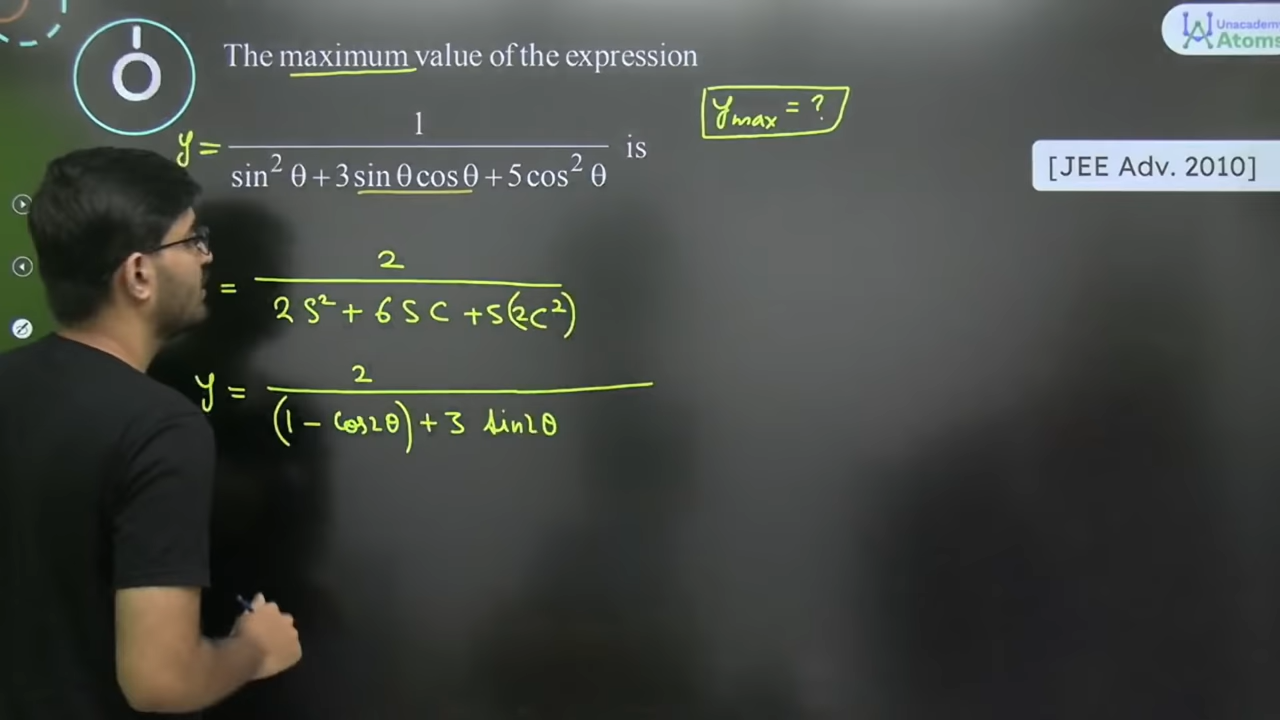 The maximum value of the expression
y = 1 / (sin² θ + 3 sin θ cos θ + 5 cos² θ) is
y_max = ?
[JEE Adv. 2010]
Unacademy
Atoms
= 2 / (2S² + 6SC + 5(2C²))
y = 2 / ((1 - cos2θ) + 3 sin2θ